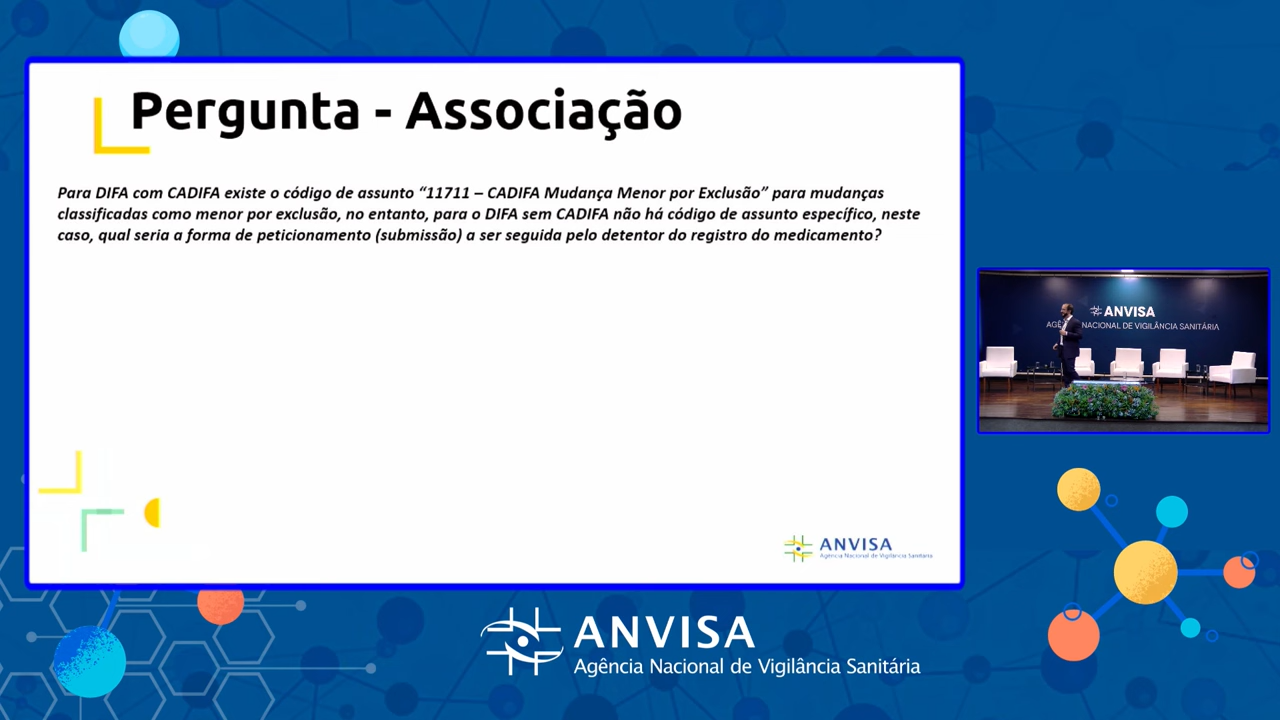 Pergunta - Associação
Para DIFA com CADIFA existe o código de assunto “11711 – CADIFA Mudança Menor por Exclusão” para mudanças
classificadas como menor por exclusão, no entanto, para o DIFA sem CADIFA não há código de assunto específico, neste
caso, qual seria a forma de peticionamento (submissão) a ser seguida pelo detentor do registro do medicamento?
ANVISA
Agência Nacional de Vigilância Sanitária
ANVISA
NACIONAL DE VIGILÂNCIA SANITÁRIA
ANVISA
Agência Nacional de Vigilância Sanitária